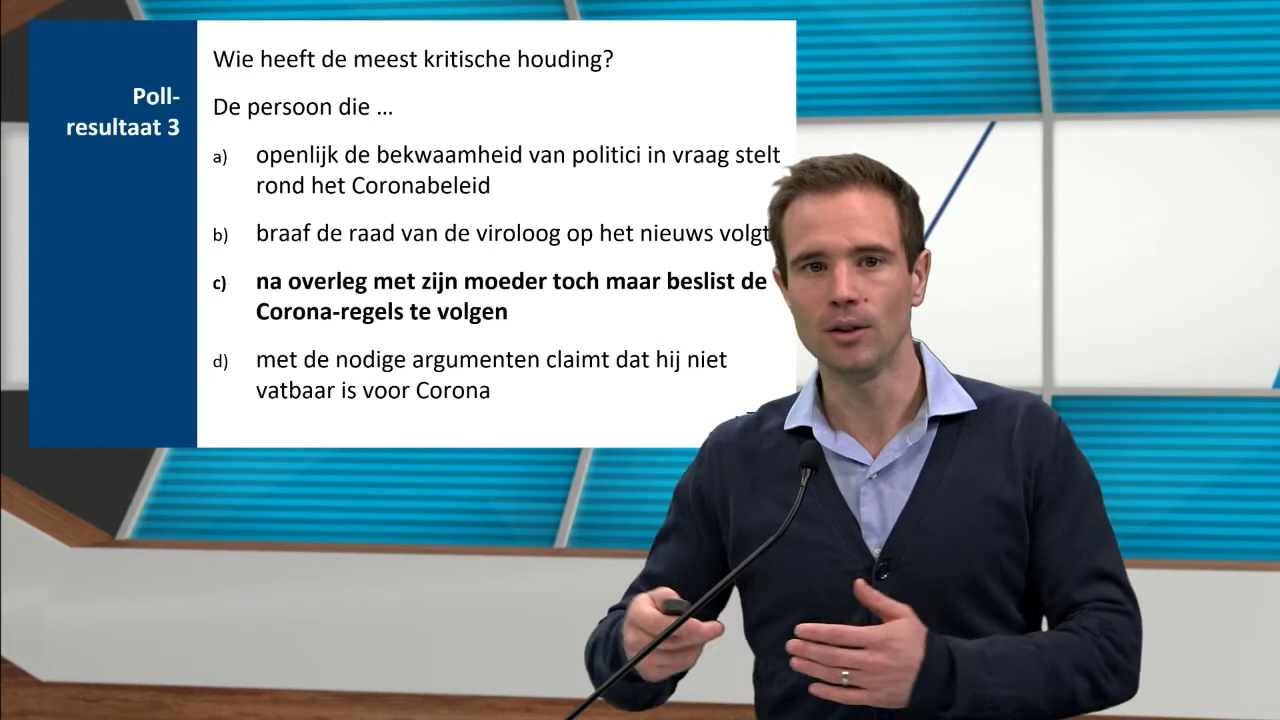 Poll-
resultaat 3
Wie heeft de meest kritische houding?
De persoon die ...
a) openlijk de bekwaamheid van politici in vraag stelt
rond het Coronabeleid
b) braaf de raad van de viroloog op het nieuws volgt
c) na overleg met zijn moeder toch maar beslist de
Corona-regels te volgen
d) met de nodige argumenten claimt dat hij niet
vatbaar is voor Corona